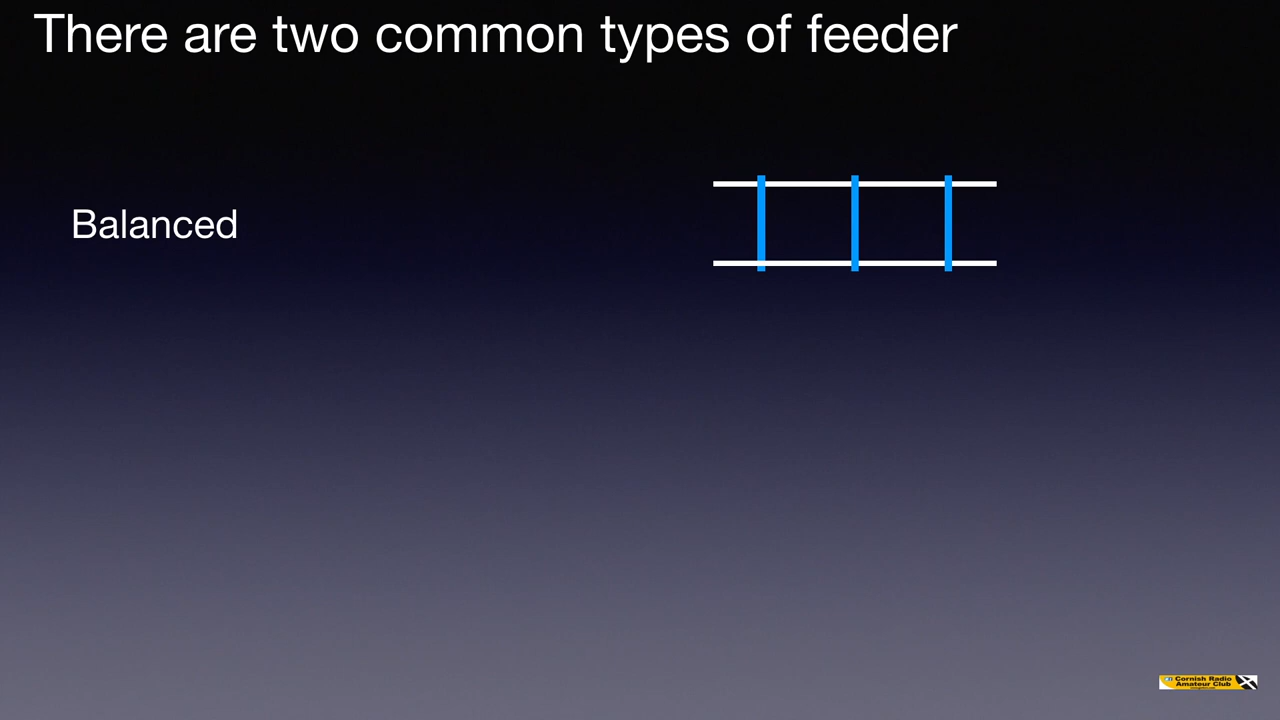 There are two common types of feeder
Balanced
Cornish Radio
Amateur Club